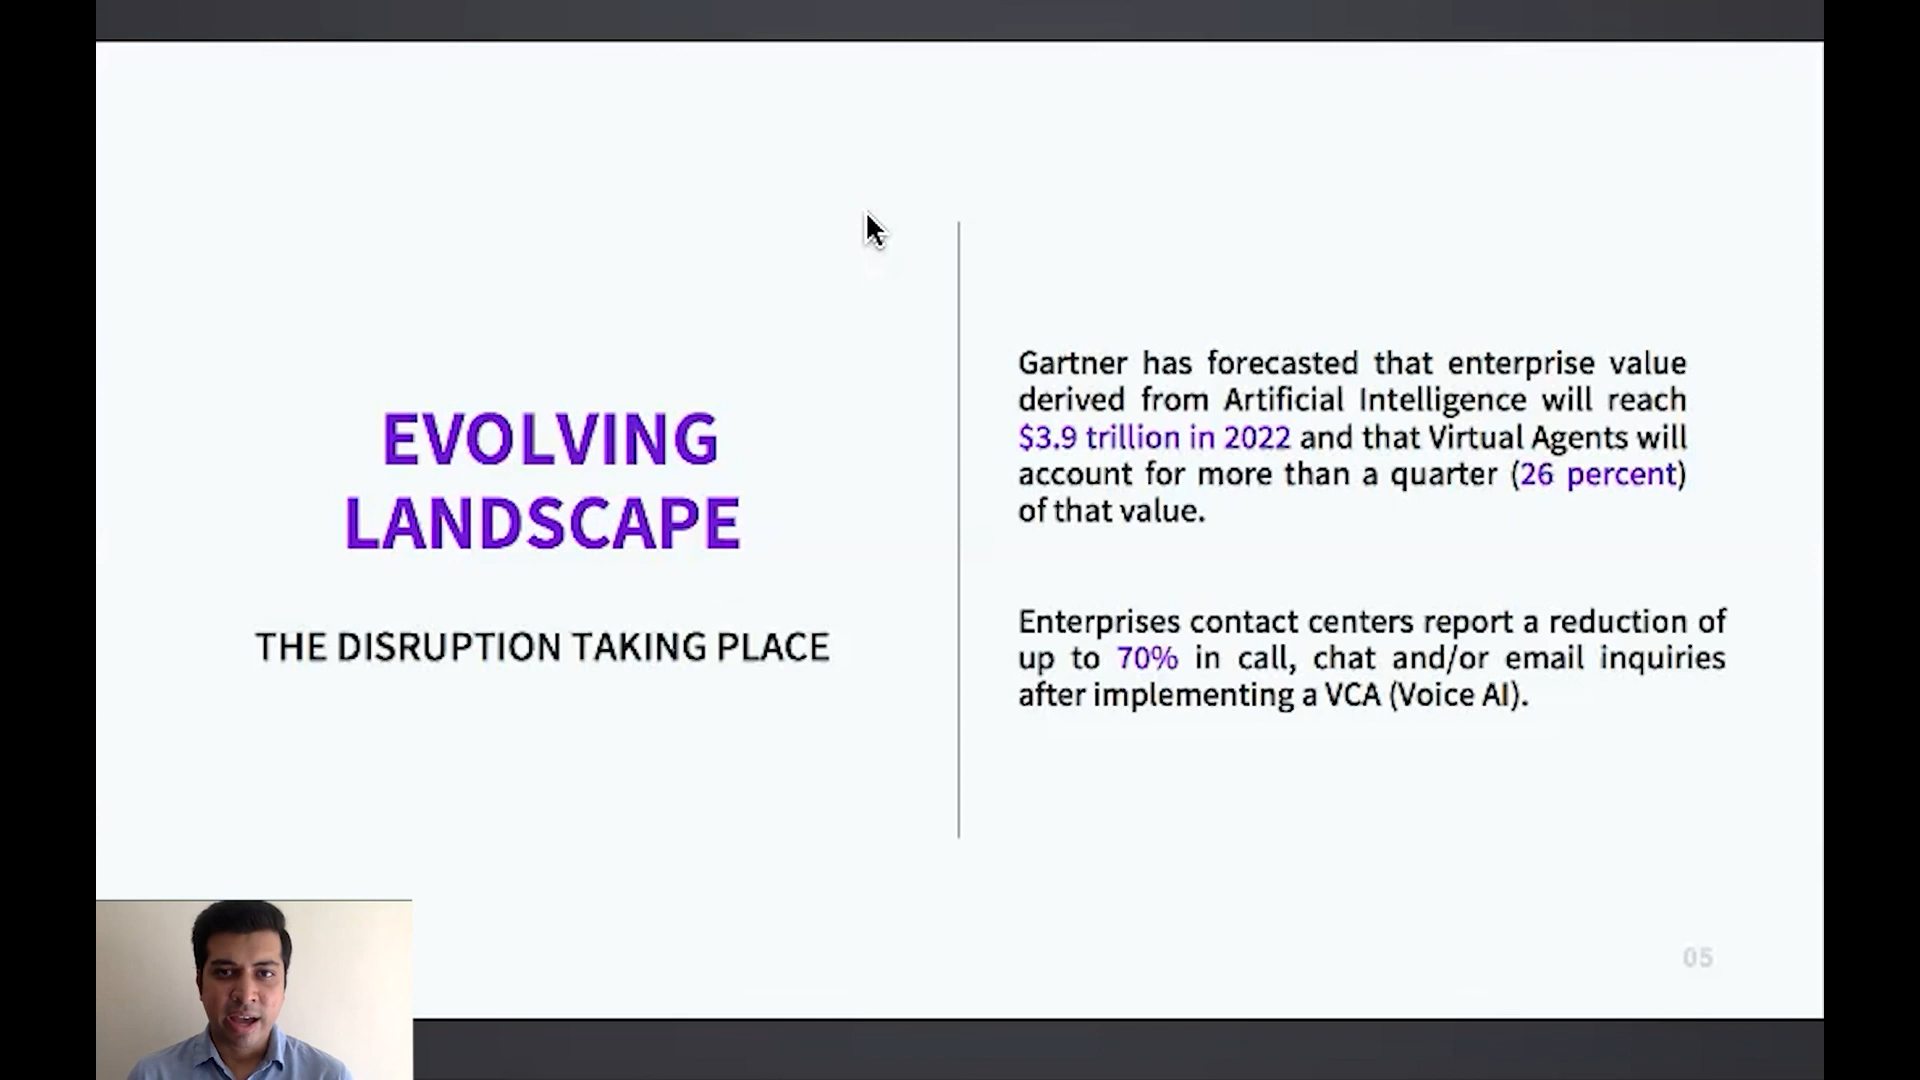 EVOLVING
LANDSCAPE
THE DISRUPTION TAKING PLACE
Gartner has forecasted that enterprise value
derived from Artificial Intelligence will reach
$3.9 trillion in 2022 and that Virtual Agents will
account for more than a quarter (26 percent)
of that value.
Enterprises contact centers report a reduction of
up to 70% in call, chat and/or email inquiries
after implementing a VCA (Voice AI).
05